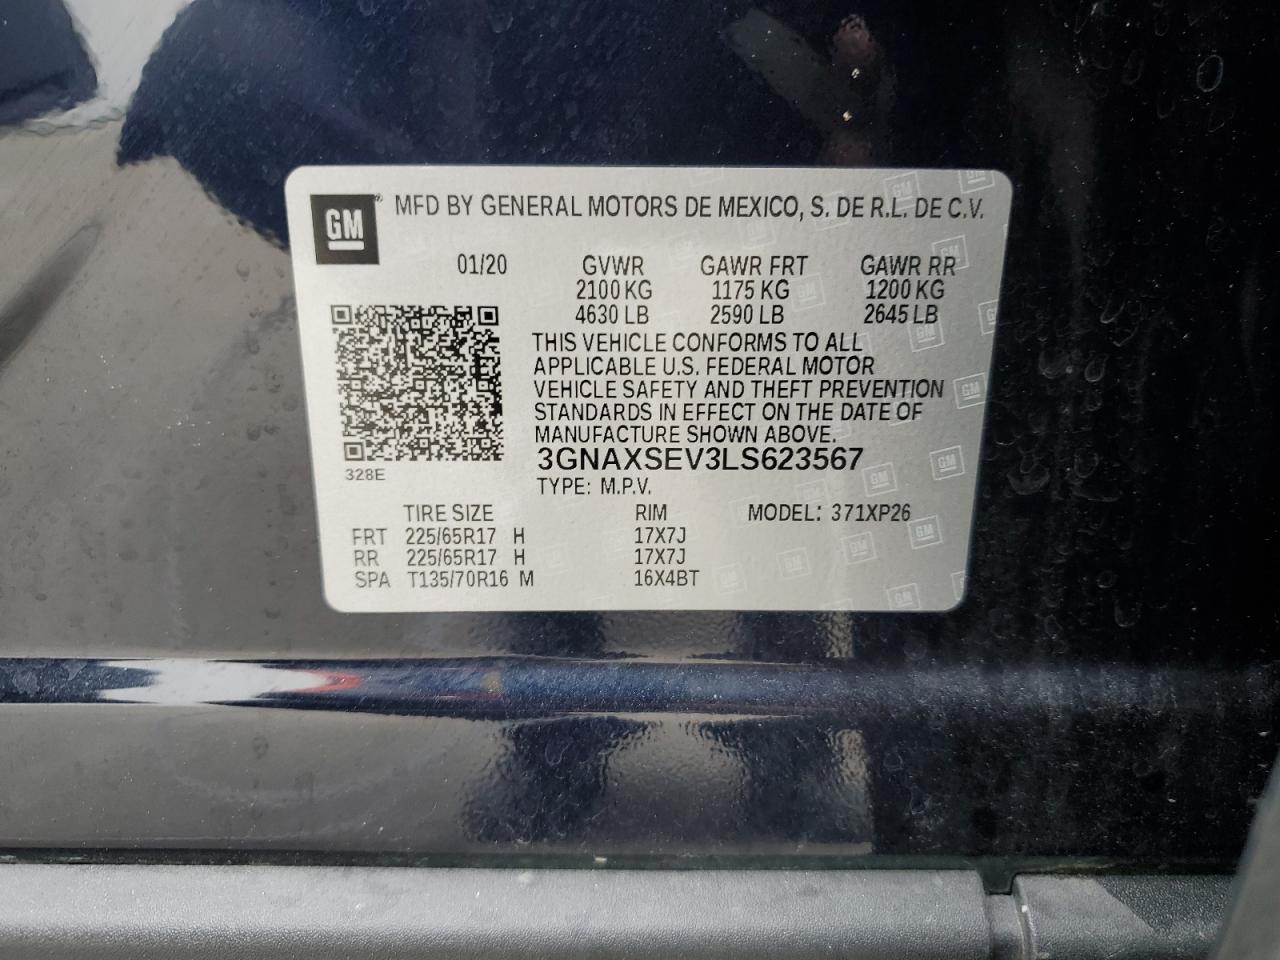 GM® MFD BY GENERAL MOTORS DE MEXICO, S. DE R.L. DE C.V.
01/20 GVWR GAWR FRT GAWR RR
2100 KG 1175 KG 1200 KG
4630 LB 2590 LB 2645 LB
THIS VEHICLE CONFORMS TO ALL
APPLICABLE U.S. FEDERAL MOTOR
VEHICLE SAFETY AND THEFT PREVENTION
STANDARDS IN EFFECT ON THE DATE OF
MANUFACTURE SHOWN ABOVE.
3GNAXSEV3LS623567
328E
TYPE: M.P.V.
TIRE SIZE RIM MODEL: 371XP26
FRT 225/65R17 H 17X7J
RR 225/65R17 H 17X7J
SPA T135/70R16 M 16X4BT